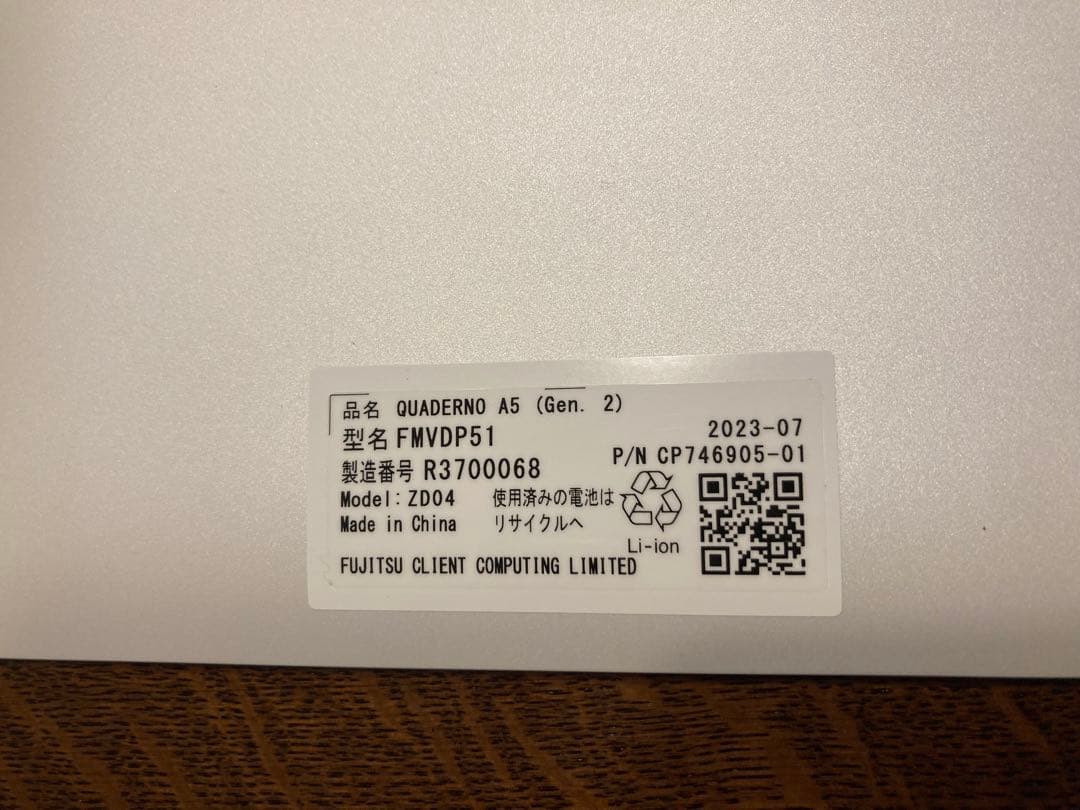 品名 QUADERNO A5 (Gen. 2)
型名 FMVDP51
2023-07
製造番号 R3700068
P/N CP746905-01
Model: ZD04
使用済みの電池は
Made in China
リサイクルへ
Li-ion
FUJITSU CLIENT COMPUTING LIMITED